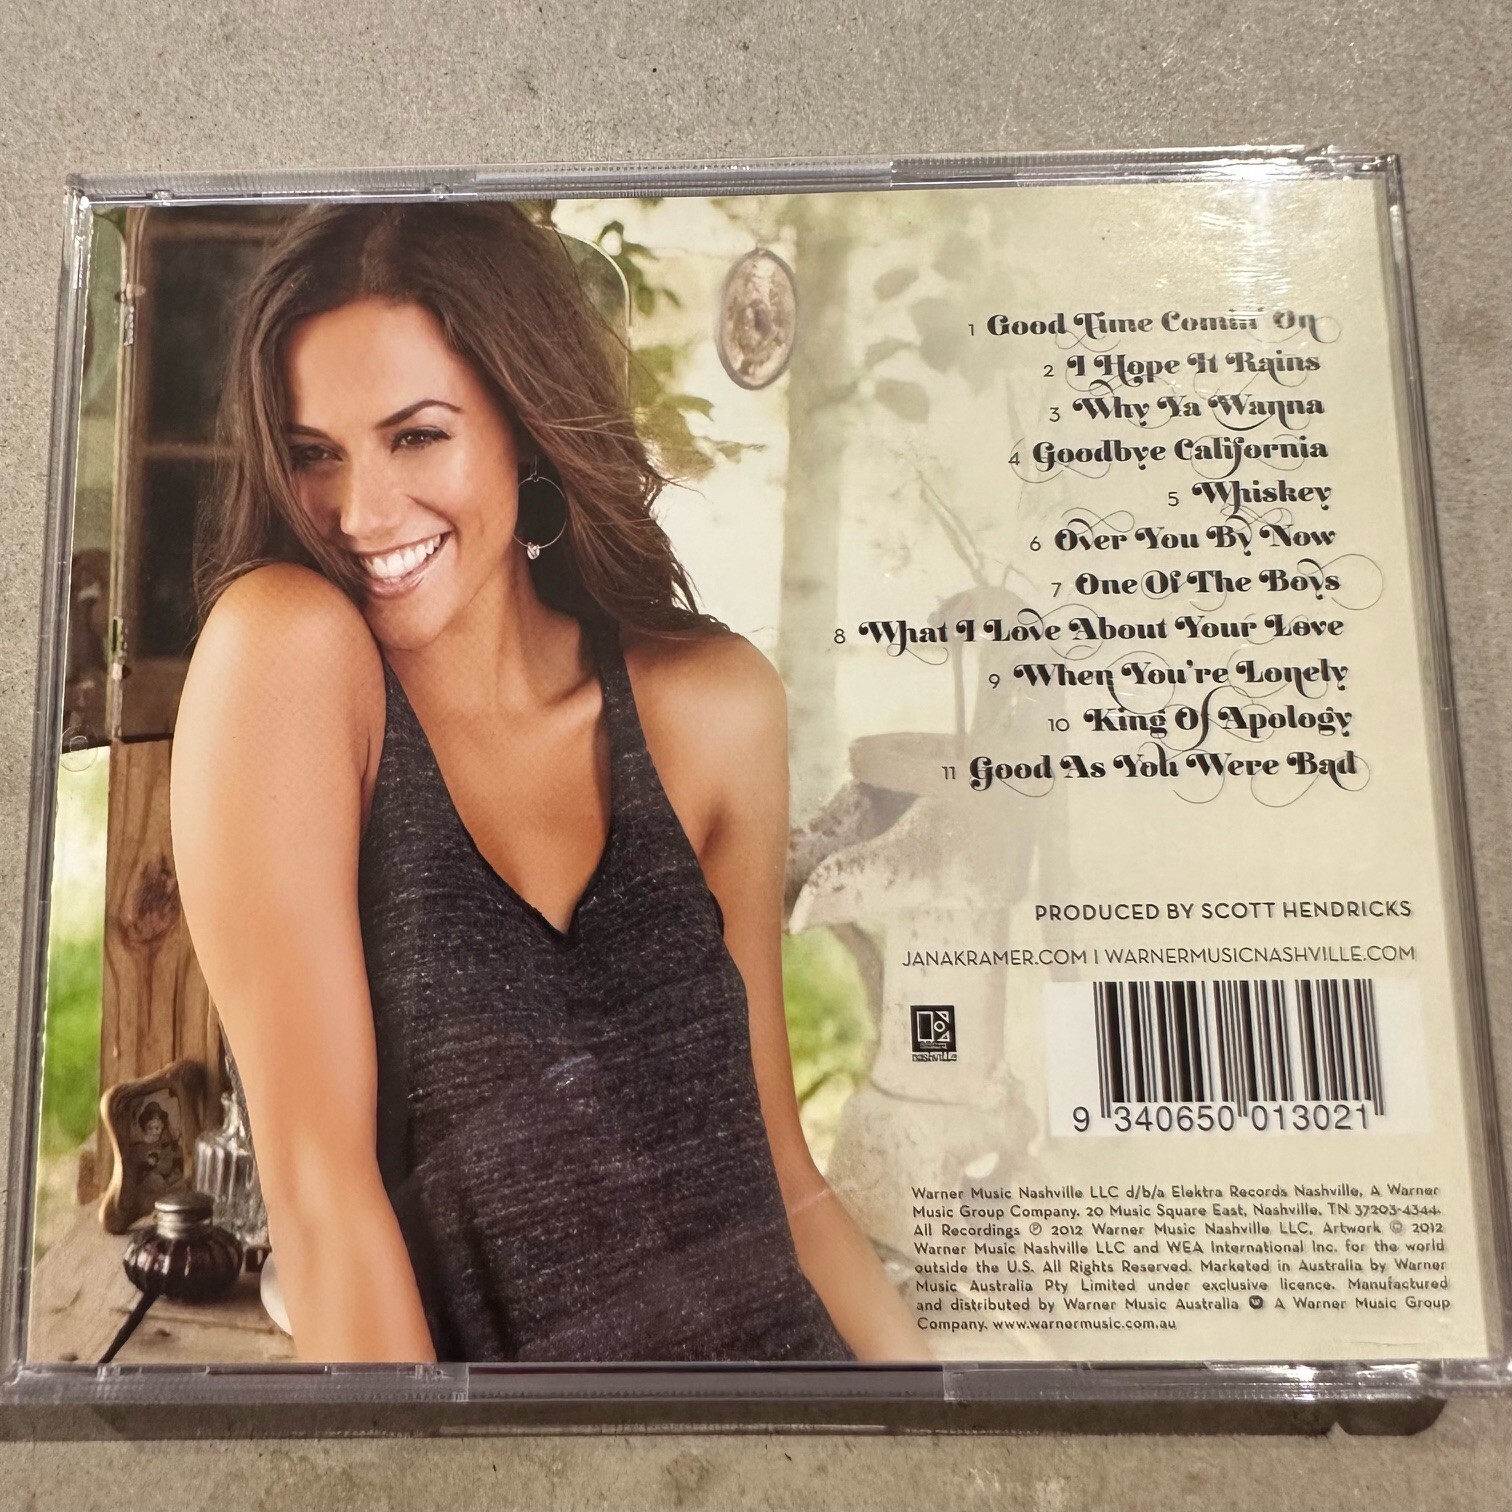 1 Good Time Comin' On
2 I Hope It Rains
3 Why Ya Wanna
4 Goodbye California
5 Whiskey
6 Over You By Now
7 One Of The Boys
8 What I Love About Your Love
9 When You're Lonely
10 King Of Apology
11 Good As You Were Bad
PRODUCED BY SCOTT HENDRICKS
JANAKRAMER.COM | WARNERMUSICNASHVILLE.COM
nashville
9 340650 013021
Warner Music Nashville LLC d/b/a Elektra Records Nashville, A Warner
Music Group Company. 20 Music Square East, Nashville, TN 37203-4344.
All Recordings ℗ 2012 Warner Music Nashville LLC, Artwork © 2012
Warner Music Nashville LLC and WEA International Inc. for the world
outside the U.S. All Rights Reserved. Marketed in Australia by Warner
Music Australia Pty Limited under exclusive licence. Manufactured
and distributed by Warner Music Australia A Warner Music Group
Company. www.warnermusic.com.au